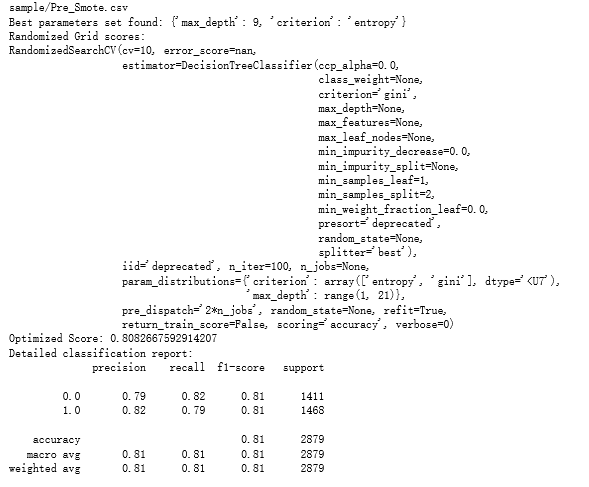 sample/Pre_Smote.csv
Best parameters set found: {'max_depth': 9, 'criterion': 'entropy'}
Randomized Grid scores:
RandomizedSearchCV(cv=10, error_score=nan,
                   estimator=DecisionTreeClassifier(ccp_alpha=0.0,
                                                    class_weight=None,
                                                    criterion='gini',
                                                    max_depth=None,
                                                    max_features=None,
                                                    max_leaf_nodes=None,
                                                    min_impurity_decrease=0.0,
                                                    min_impurity_split=None,
                                                    min_samples_leaf=1,
                                                    min_samples_split=2,
                                                    min_weight_fraction_leaf=0.0,
                                                    presort='deprecated',
                                                    random_state=None,
                                                    splitter='best'),
                   iid='deprecated', n_iter=100, n_jobs=None,
                   param_distributions={'criterion': array(['entropy', 'gini'], dtype='<U7'),
                                        'max_depth': range(1, 21)},
                   pre_dispatch='2*n_jobs', random_state=None, refit=True,
                   return_train_score=False, scoring='accuracy', verbose=0)
Optimized Score: 0.8082667592914207
Detailed classification report:
              precision    recall  f1-score   support
         0.0       0.79      0.82      0.81      1411
         1.0       0.82      0.79      0.81      1468
    accuracy                           0.81      2879
   macro avg       0.81      0.81      0.81      2879
weighted avg       0.81      0.81      0.81      2879